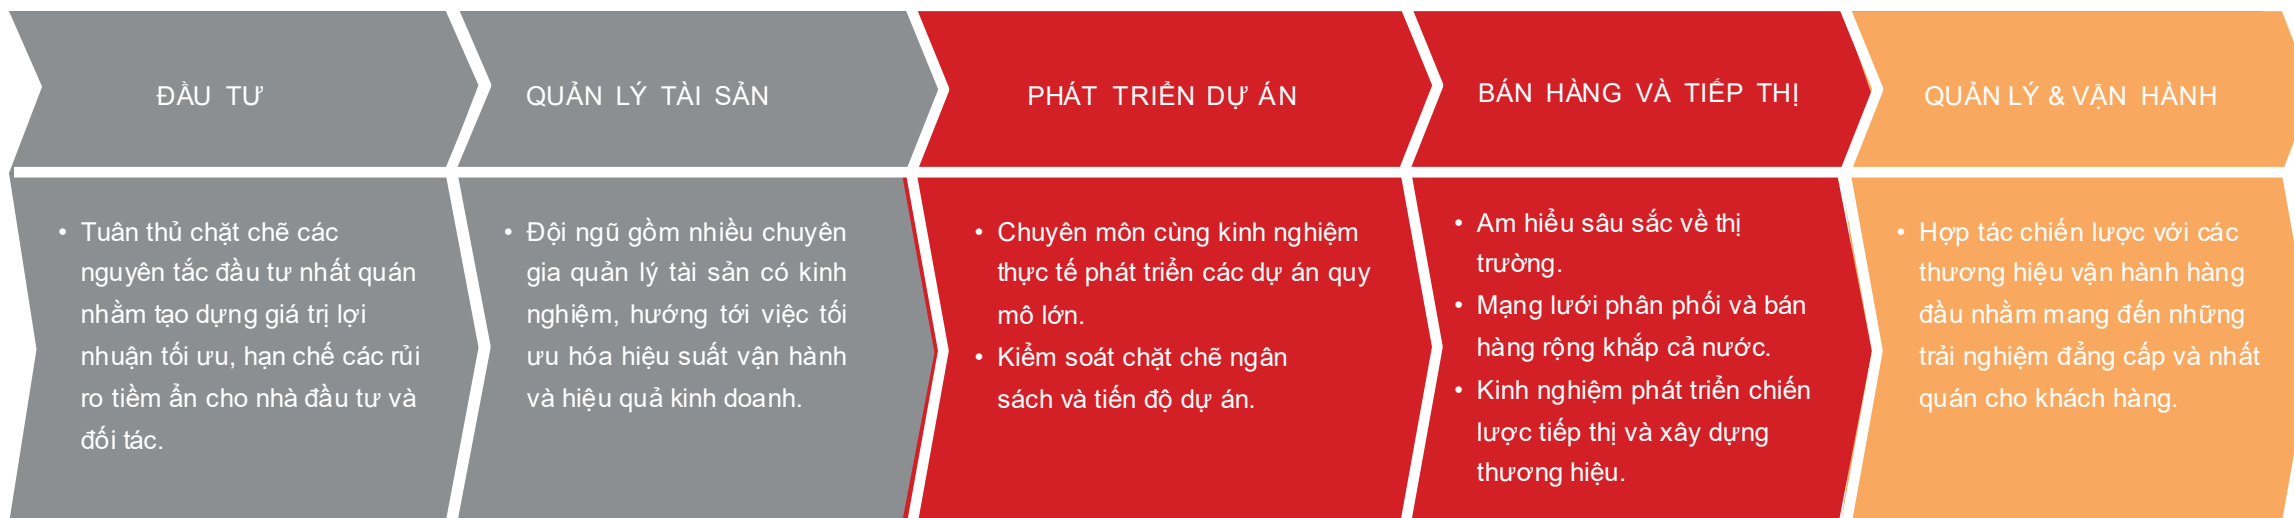 ĐẦU TƯ
QUẢN LÝ TÀI SẢN
PHÁT TRIỂN DỰ ÁN
BÁN HÀNG VÀ TIẾP THỊ
QUẢN LÝ & VẬN HÀNH
• Tuân thủ chặt chẽ các
nguyên tắc đầu tư nhất quán
nhằm tạo dựng giá trị lợi
nhuận tối ưu, hạn chế các rủi
ro tiềm ẩn cho nhà đầu tư và
đối tác.
• Đội ngũ gồm nhiều chuyên
gia quản lý tài sản có kinh
nghiệm, hướng tới việc tối
ưu hóa hiệu suất vận hành
và hiệu quả kinh doanh.
• Chuyên môn cùng kinh nghiệm
thực tế phát triển các dự án quy
mô lớn.
• Kiểm soát chặt chẽ ngân
sách và tiến độ dự án.
• Am hiểu sâu sắc về thị
trường.
• Mạng lưới phân phối và bán
hàng rộng khắp cả nước.
• Kinh nghiệm phát triển chiến
lược tiếp thị và xây dựng
thương hiệu.
• Hợp tác chiến lược với các
thương hiệu vận hành hàng
đầu nhằm mang đến những
trải nghiệm đẳng cấp và nhất
quán cho khách hàng.